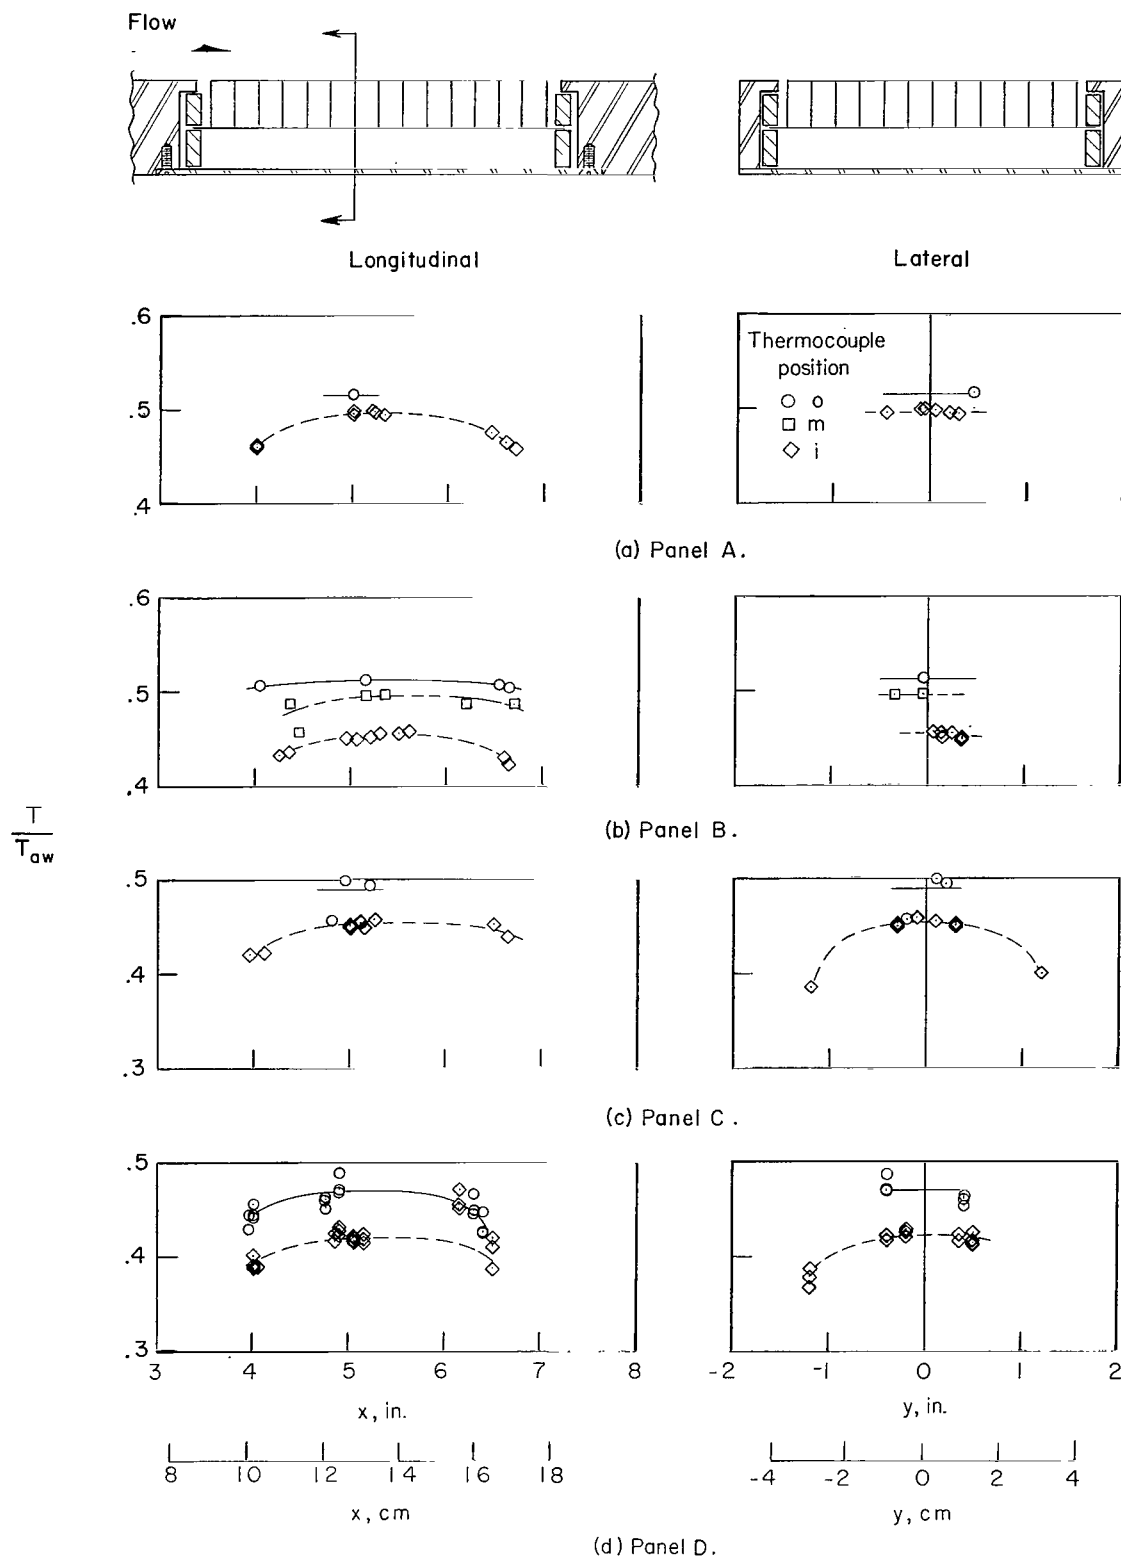 Flow
Longitudinal
Lateral
.6
.5
.4
Thermocouple
position
o
m
i
(a) Panel A.
.6
.5
.4
(b) Panel B.
T
T aw
.5
.4
.3
(c) Panel C.
.5
.4
.3
3 4 5 6 7 8
-2 -1 0 1 2
x, in.
y, in.
8 10 12 14 16 18
-4 -2 0 2 4
x, cm
y, cm
(d) Panel D.